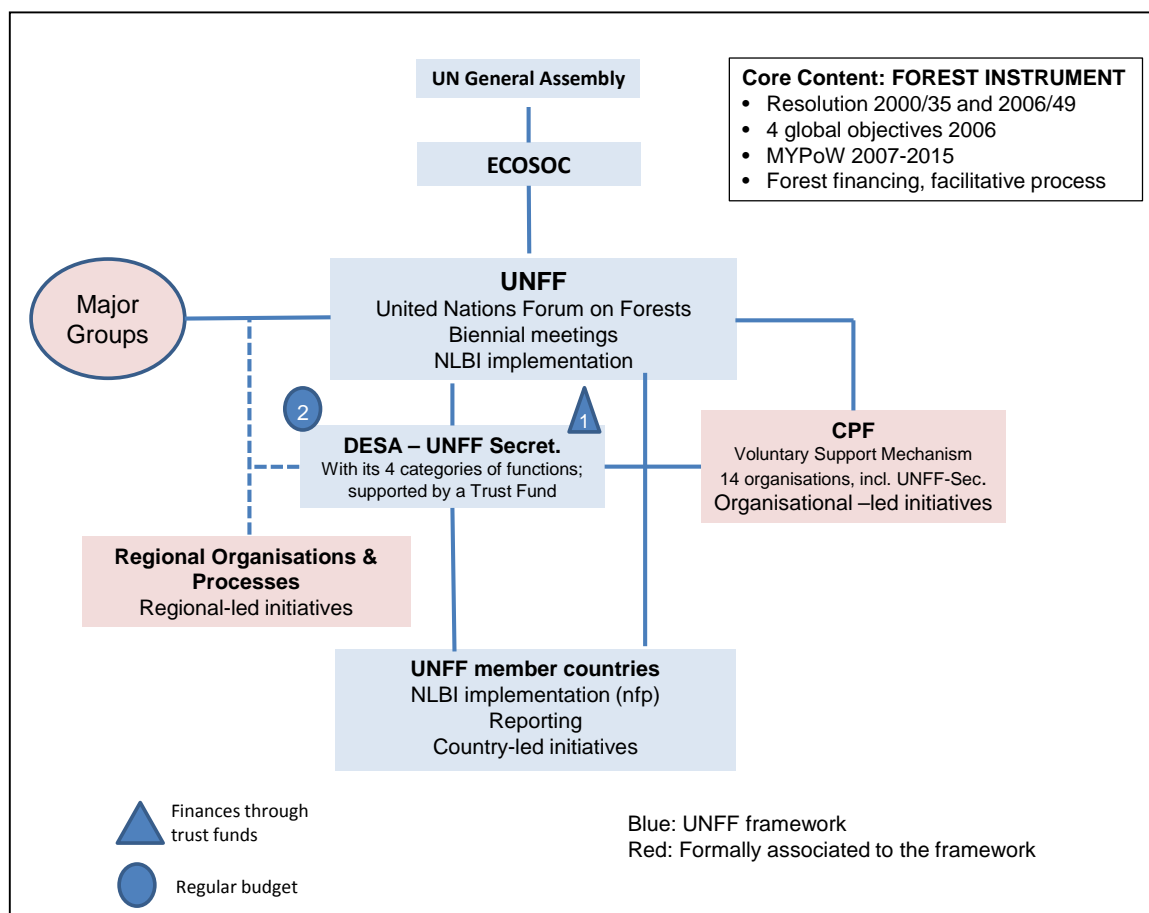 UN General Assembly
Core Content: FOREST INSTRUMENT
• Resolution 2000/35 and 2006/49
• 4 global objectives 2006
• MYPoW 2007-2015
• Forest financing, facilitative process
ECOSOC
UNFF
United Nations Forum on Forests
Biennial meetings
NLBI implementation
Major
Groups
2
1
DESA – UNFF Secret.
With its 4 categories of functions;
supported by a Trust Fund
CPF
Voluntary Support Mechanism
14 organisations, incl. UNFF-Sec.
Organisational –led initiatives
Regional Organisations &
Processes
Regional-led initiatives
UNFF member countries
NLBI implementation (nfp)
Reporting
Country-led initiatives
Finances through
trust funds
Regular budget
Blue: UNFF framework
Red: Formally associated to the framework